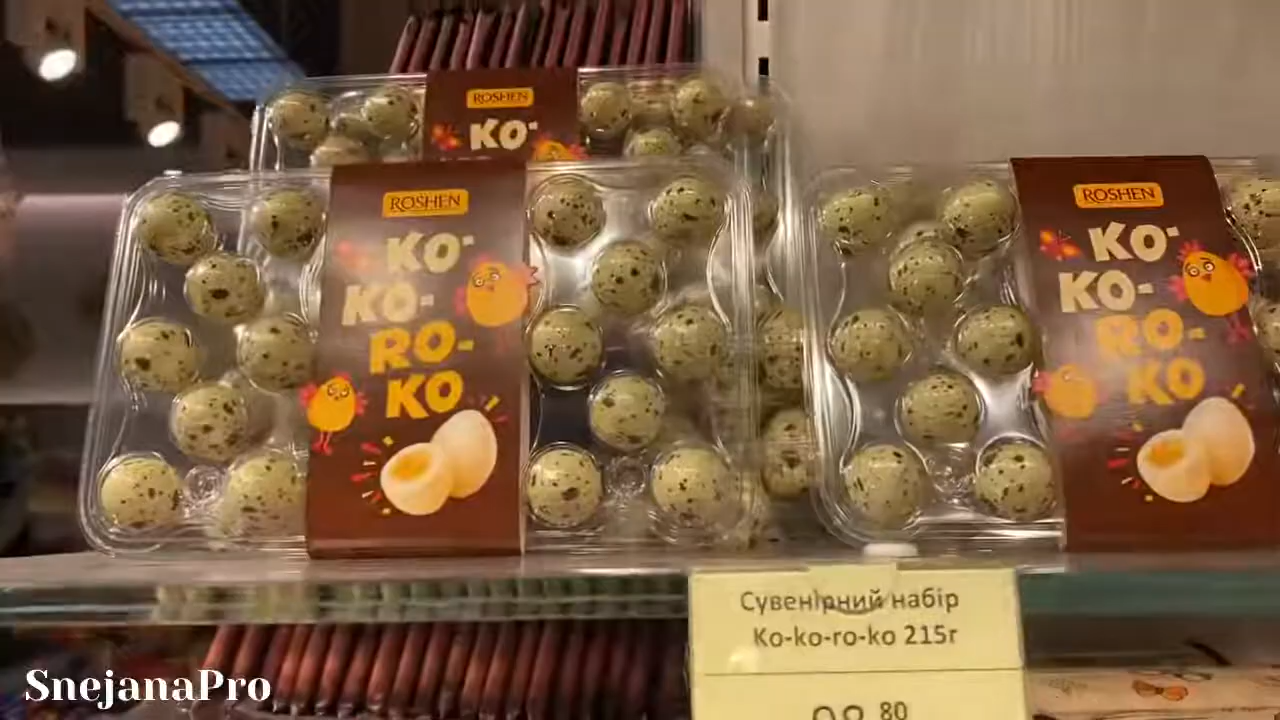 ROSHEN
KO-
ROSHEN
KO-
KO-
RO-
KO
ROSHEN
KO-
KO-
RO-
KO
Сувенірний набір
Ko-ko-ro-ko 215г
80
SnejanaPro